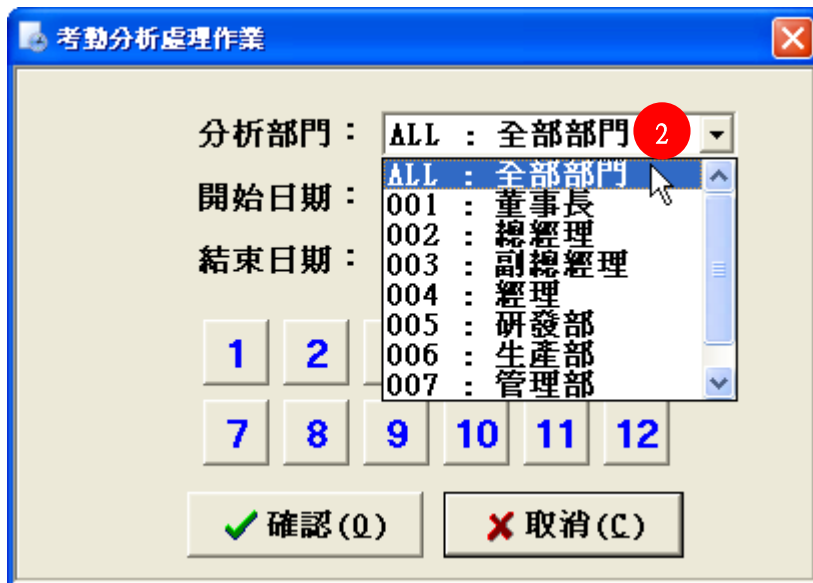 考勤分析處理作業
分析部門： ALL : 全部部門 2
ALL : 全部部門
開始日期：
001 : 董事長
002 : 總經理
結束日期：
003 : 副總經理
004 : 經理
005 : 研發部
006 : 生產部
007 : 管理部
1 2
7 8 9 10 11 12
確認(O) 取消(C)